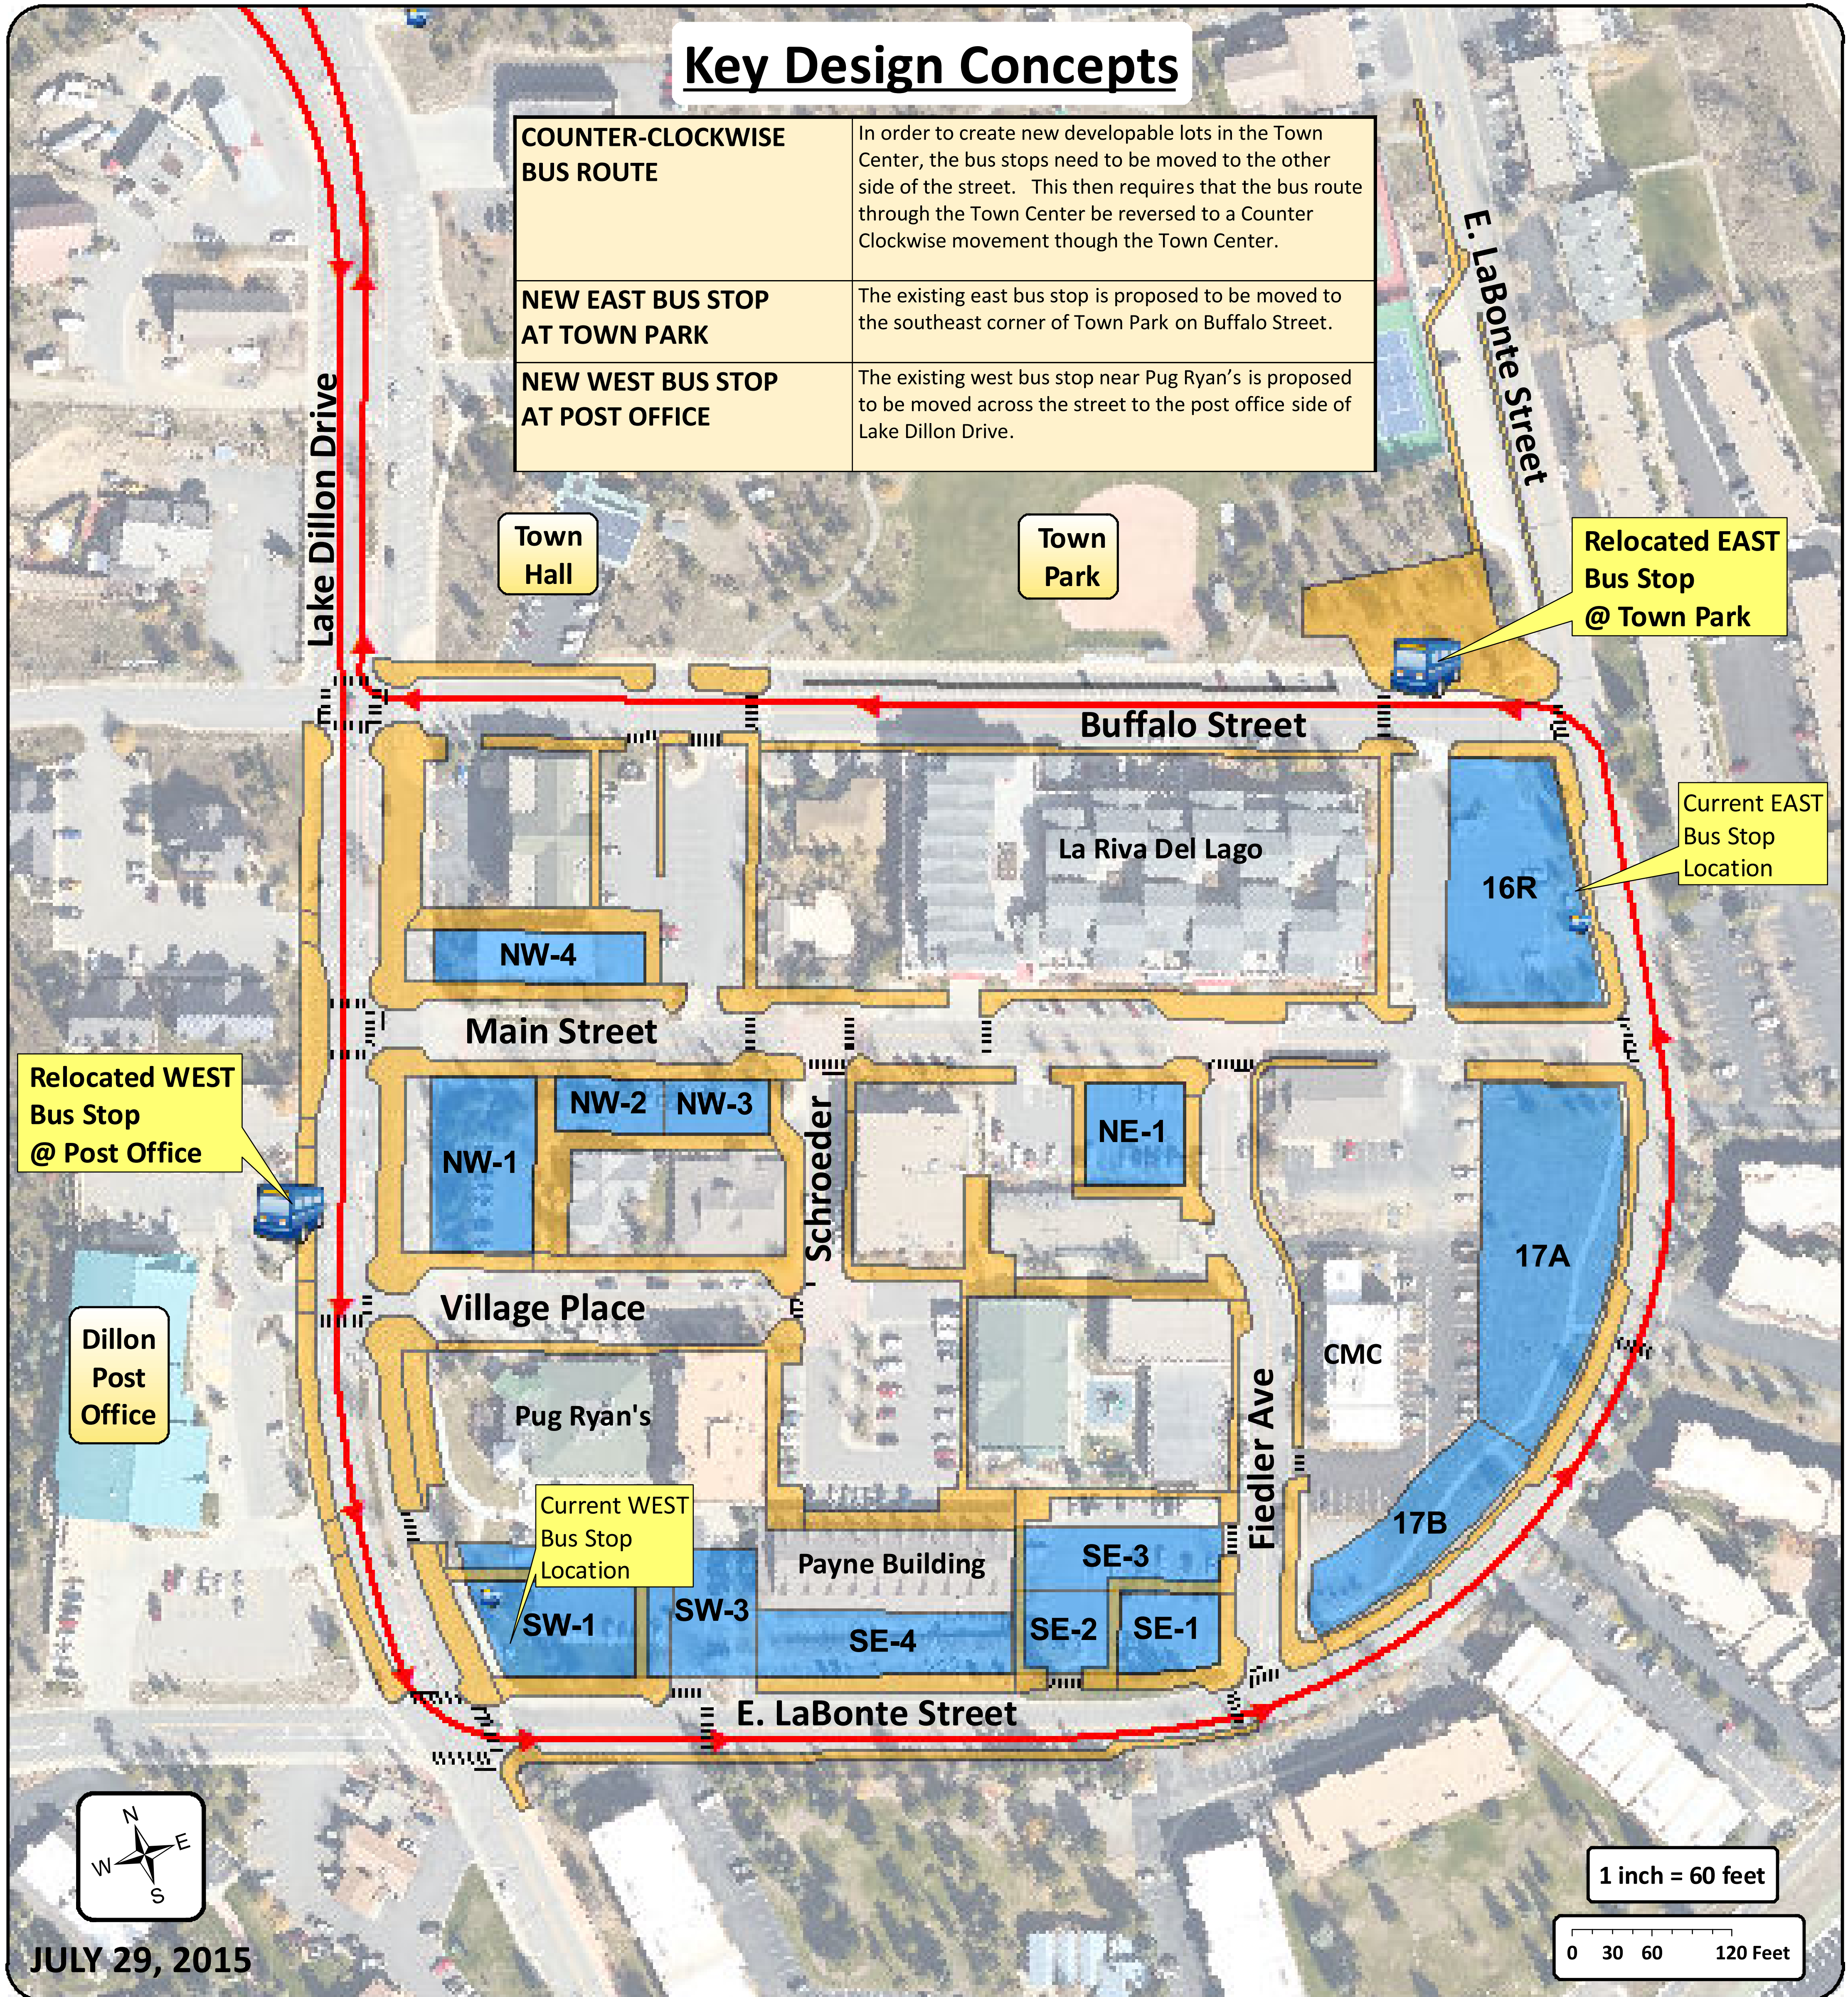 Key Design Concepts
COUNTER-CLOCKWISE
BUS ROUTE
In order to create new developable lots in the Town
Center, the bus stops need to be moved to the other
side of the street. This then requires that the bus route
through the Town Center be reversed to a Counter
Clockwise movement though the Town Center.
NEW EAST BUS STOP
AT TOWN PARK
The existing east bus stop is proposed to be moved to
the southeast corner of Town Park on Buffalo Street.
NEW WEST BUS STOP
AT POST OFFICE
The existing west bus stop near Pug Ryan’s is proposed
to be moved across the street to the post office side of
Lake Dillon Drive.
E. LaBonte Street
Lake Dillon Drive
Town
Hall
Town
Park
Relocated EAST
Bus Stop
@ Town Park
Buffalo Street
Current EAST
Bus Stop
Location
La Riva Del Lago
16R
NW-4
Main Street
Relocated WEST
Bus Stop
@ Post Office
NW-1
NW-2
NW-3
Schroeder
NE-1
17A
Village Place
Dillon
Post
Office
CMC
Pug Ryan's
Fiedler Ave
Current WEST
Bus Stop
Location
17B
Payne Building
SE-3
SW-1
SW-3
SE-4
SE-2
SE-1
E. LaBonte Street
N
E
W
S
1 inch = 60 feet
0 30 60 120 Feet
JULY 29, 2015